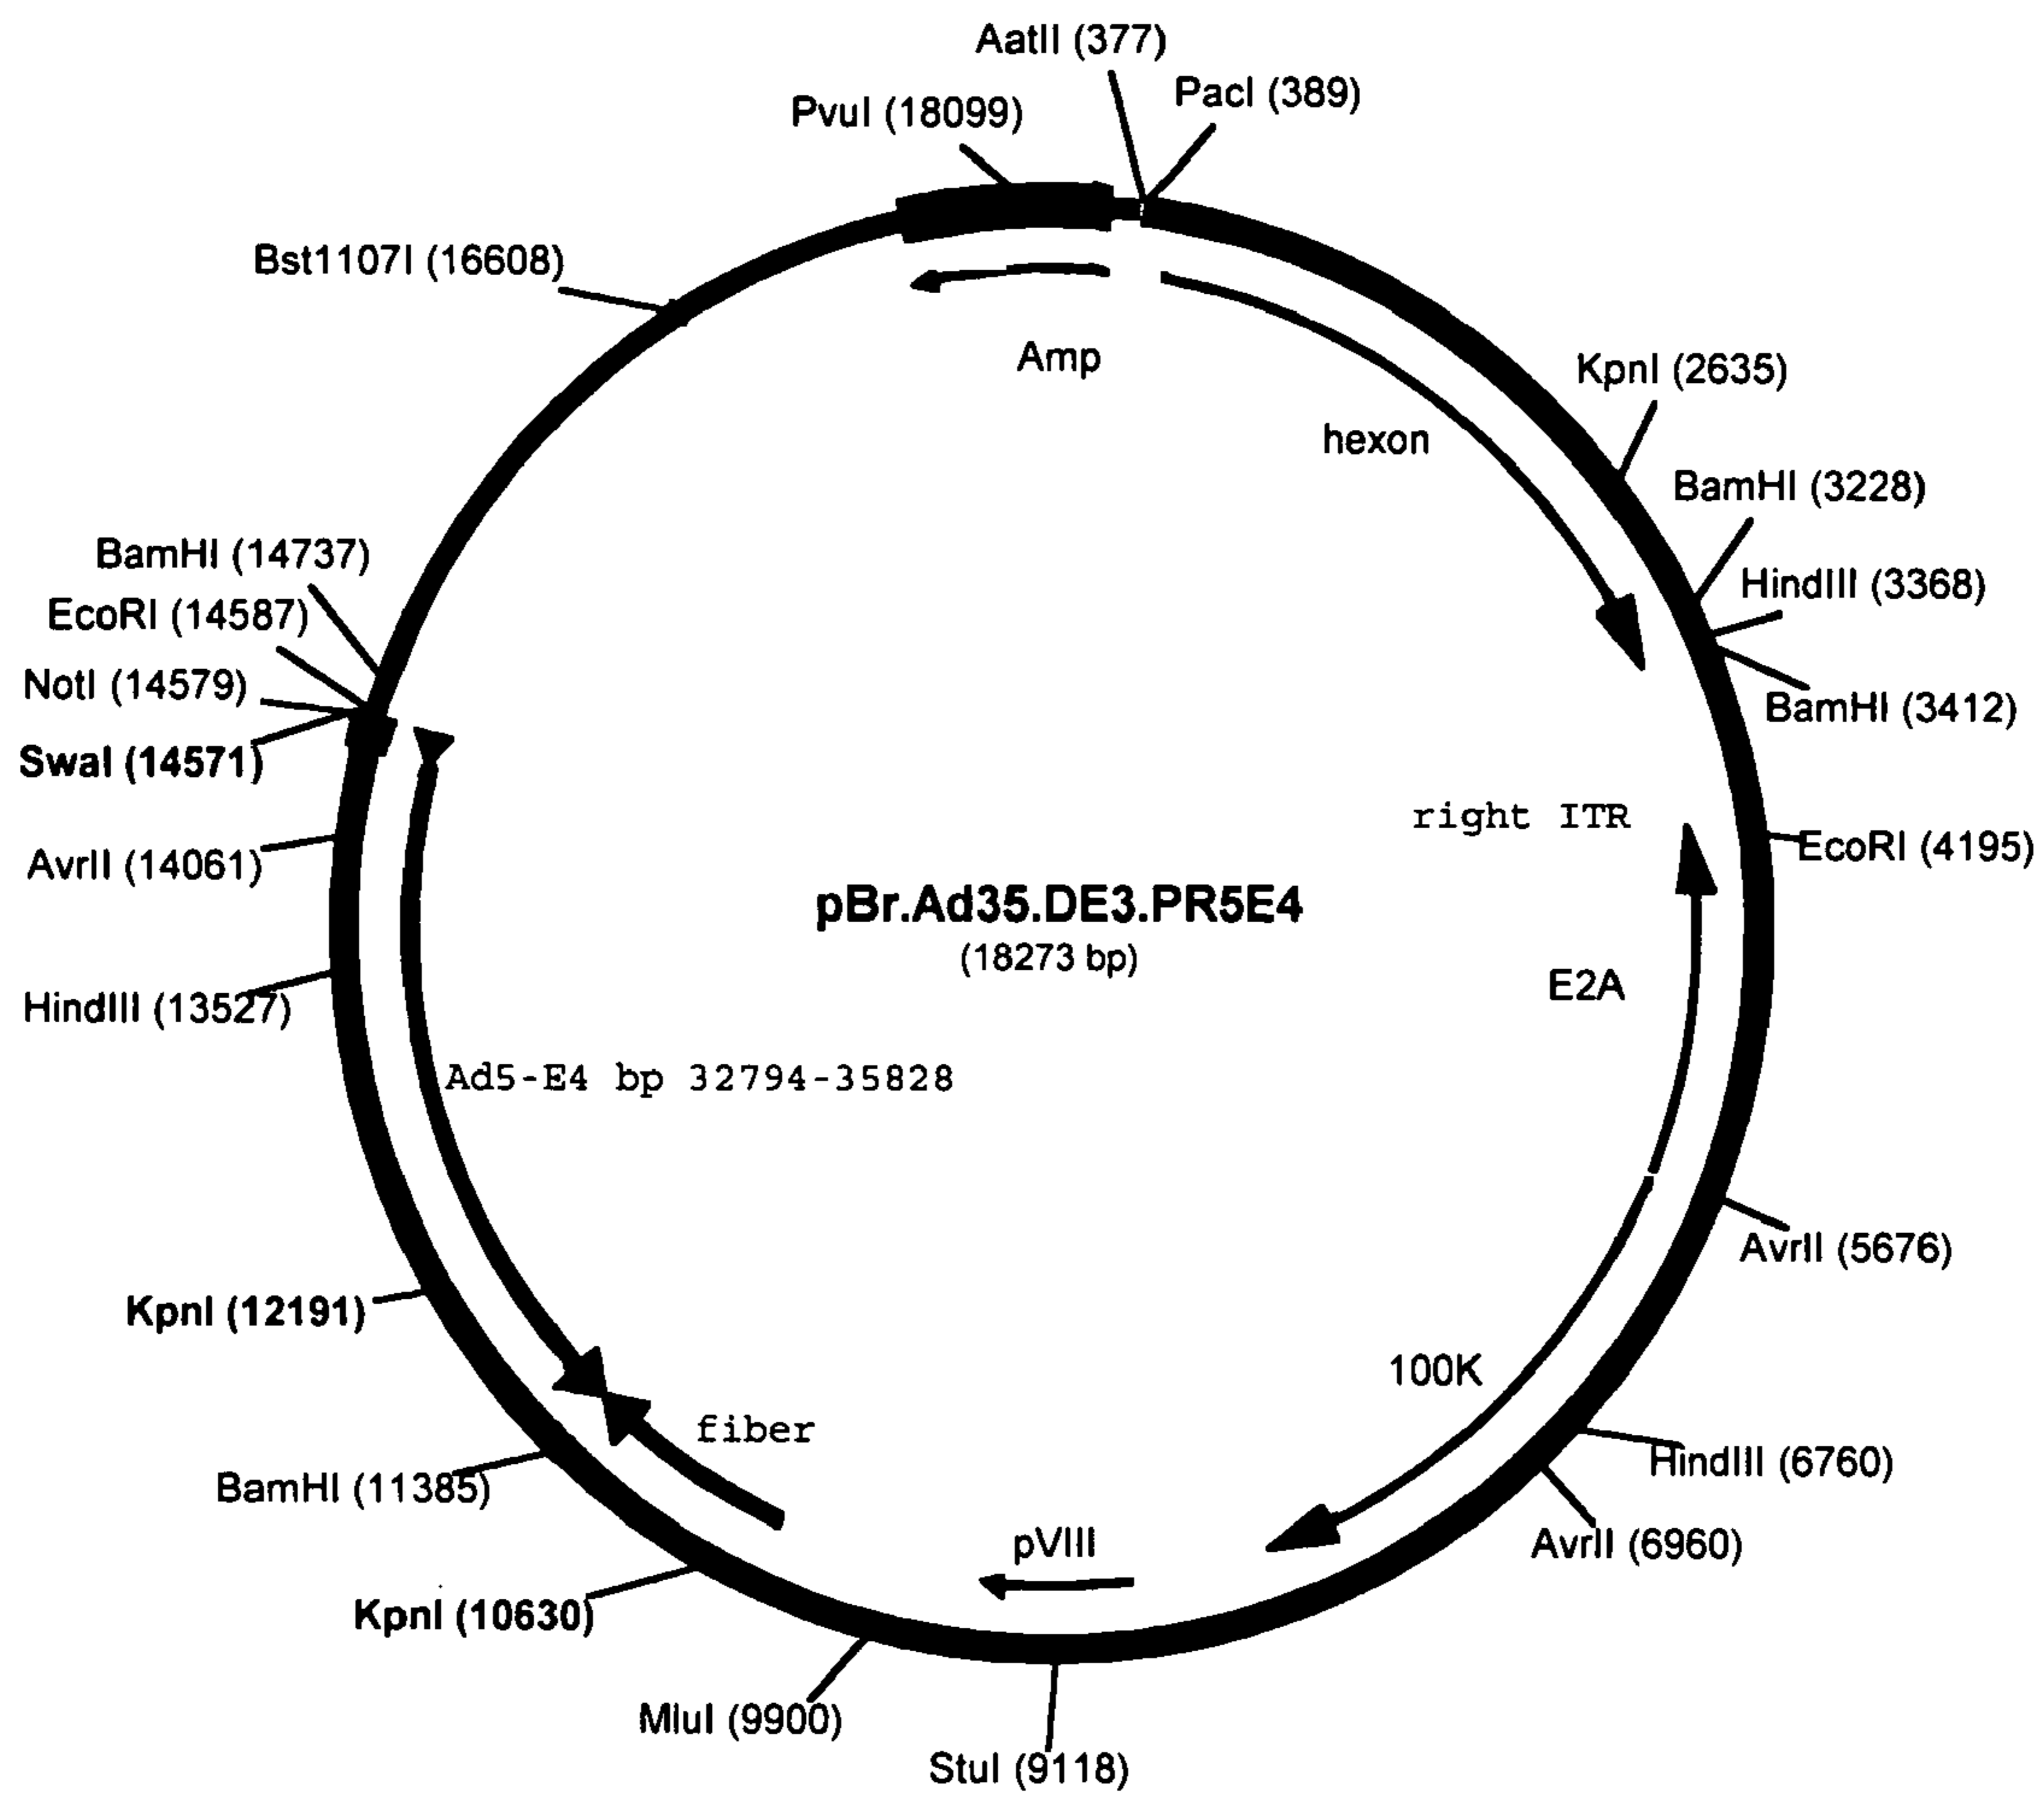 AatII (377)
PacI (389)
PvuI (18099)
Bst1107I (16608)
Amp
KpnI (2635)
hexon
BamHI (3228)
BamHI (14737)
HindIII (3368)
EcoRI (14587)
NotI (14579)
BamHI (3412)
SwaI (14571)
right ITR
EcoRI (4195)
AvrII (14061)
pBr.Ad35.DE3.PR5E4
(18273 bp)
E2A
HindIII (13527)
Ad5-E4 bp 32794-35828
AvrII (5676)
KpnI (12191)
100K
fiber
HindIII (6760)
BamHI (11385)
pVIII
AvrII (6960)
KpnI (10630)
MluI (9900)
StuI (9118)